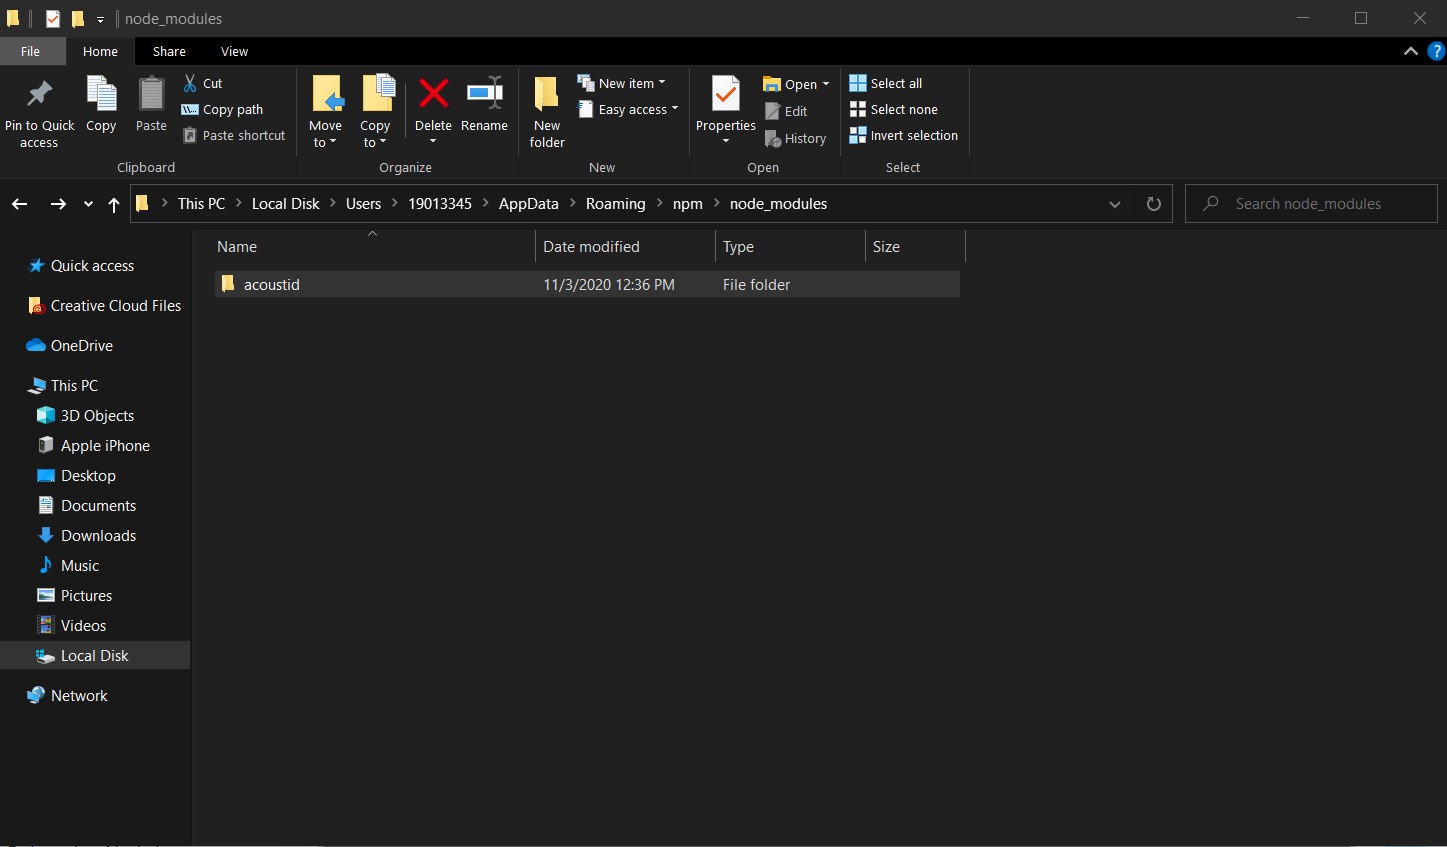 node_modules
File Home Share View
Pin to Quick access
Copy
Paste
Cut
Copy path
Paste shortcut
Clipboard
Move to
Copy to
Delete
Rename
Organize
New folder
New item
Easy access
New
Properties
Open
Edit
History
Open
Select all
Select none
Invert selection
Select
This PC Local Disk Users 19013345 AppData Roaming npm node_modules
Search node_modules
Name Date modified Type Size
acoustid 11/3/2020 12:36 PM File folder
Quick access
Creative Cloud Files
OneDrive
This PC
3D Objects
Apple iPhone
Desktop
Documents
Downloads
Music
Pictures
Videos
Local Disk
Network